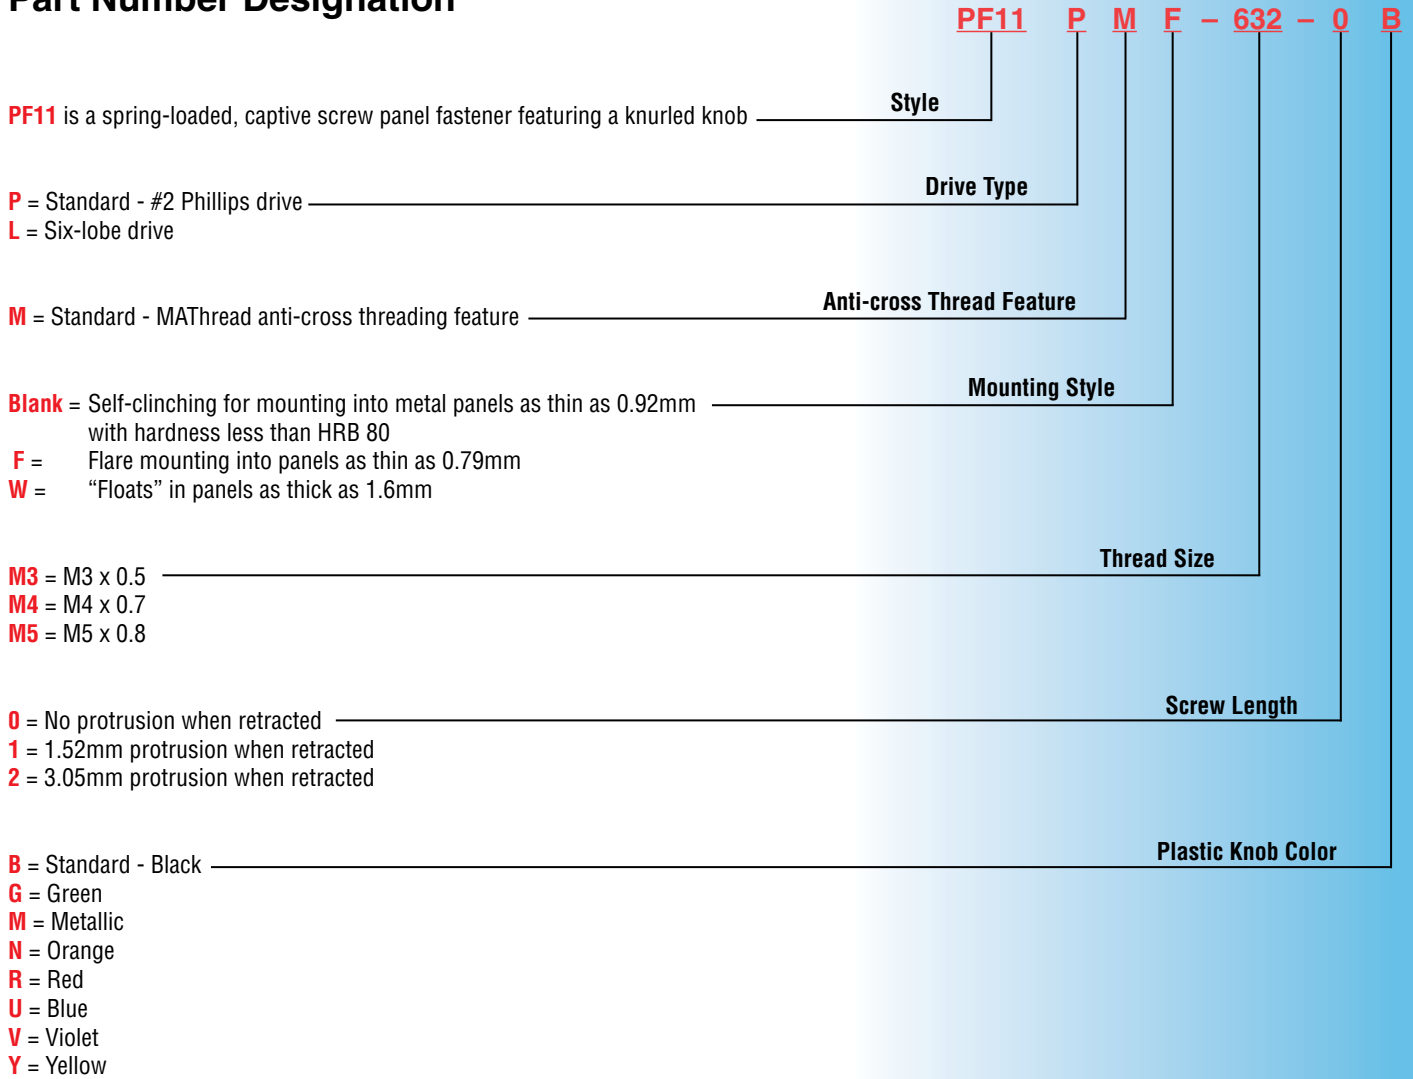 Part Number Designation
PF11 P M F – 632 – 0 B
Style
PF11 is a spring-loaded, captive screw panel fastener featuring a knurled knob
Drive Type
P = Standard - #2 Phillips drive
L = Six-lobe drive
Anti-cross Thread Feature
M = Standard - MAThread anti-cross threading feature
Mounting Style
Blank = Self-clinching for mounting into metal panels as thin as 0.92mm
with hardness less than HRB 80
F = Flare mounting into panels as thin as 0.79mm
W = “Floats” in panels as thick as 1.6mm
Thread Size
M3 = M3 x 0.5
M4 = M4 x 0.7
M5 = M5 x 0.8
Screw Length
0 = No protrusion when retracted
1 = 1.52mm protrusion when retracted
2 = 3.05mm protrusion when retracted
Plastic Knob Color
B = Standard - Black
G = Green
M = Metallic
N = Orange
R = Red
U = Blue
V = Violet
Y = Yellow